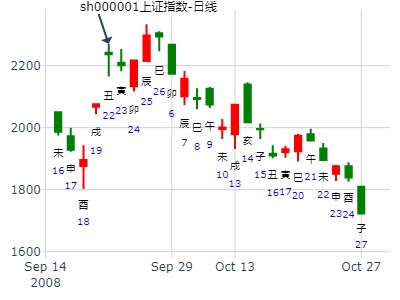 sh000001上证指数-日线
2200
2000
1800
1600
未
16
申
17
酉
18
戌
19
丑
22
寅
23
卯
24
辰
25
巳
26
卯
6
辰
7
巳
8
午
9
未
10
戌
13
亥
14
子
15
丑
16
寅
17
巳
20
午
21
未
22
申
23
酉
24
子
27
Sep 14
2008
Sep 29
Oct 13
Oct 27